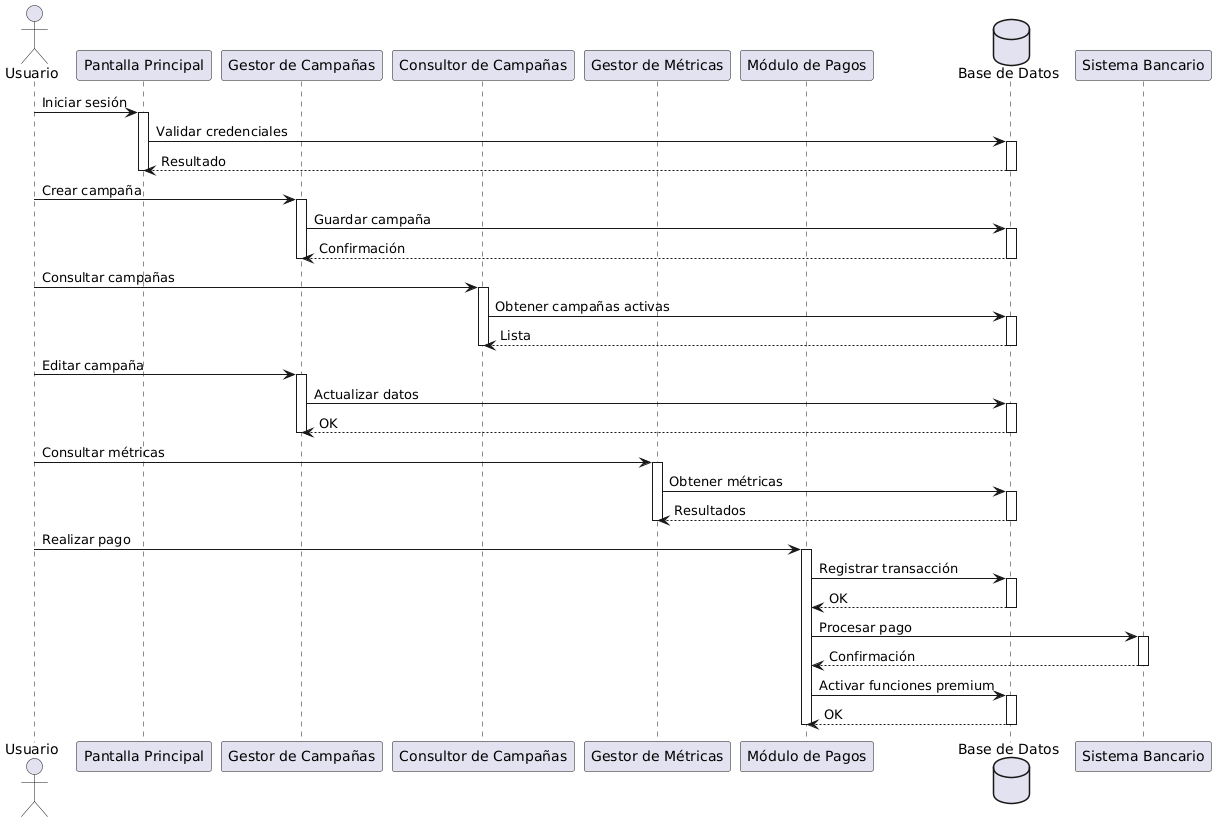 Usuario
Pantalla Principal
Gestor de Campañas
Consultor de Campañas
Gestor de Métricas
Módulo de Pagos
Base de Datos
Sistema Bancario
Iniciar sesión
Validar credenciales
Resultado
Crear campaña
Guardar campaña
Confirmación
Consultar campañas
Obtener campañas activas
Lista
Editar campaña
Actualizar datos
OK
Consultar métricas
Obtener métricas
Resultados
Realizar pago
Registrar transacción
OK
Procesar pago
Confirmación
Activar funciones premium
OK
Usuario
Pantalla Principal
Gestor de Campañas
Consultor de Campañas
Gestor de Métricas
Módulo de Pagos
Base de Datos
Sistema Bancario